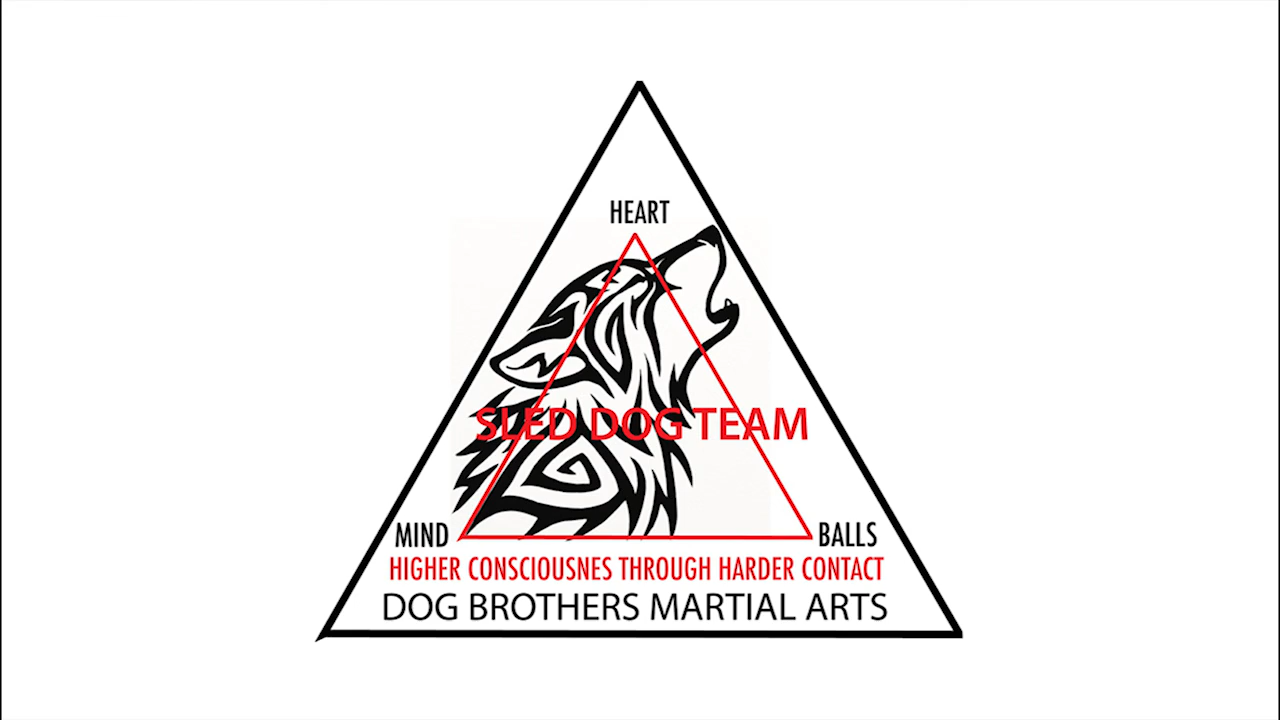 HEART
SLED DOG TEAM
MIND
BALLS
HIGHER CONSCIOUSNES THROUGH HARDER CONTACT
DOG BROTHERS MARTIAL ARTS